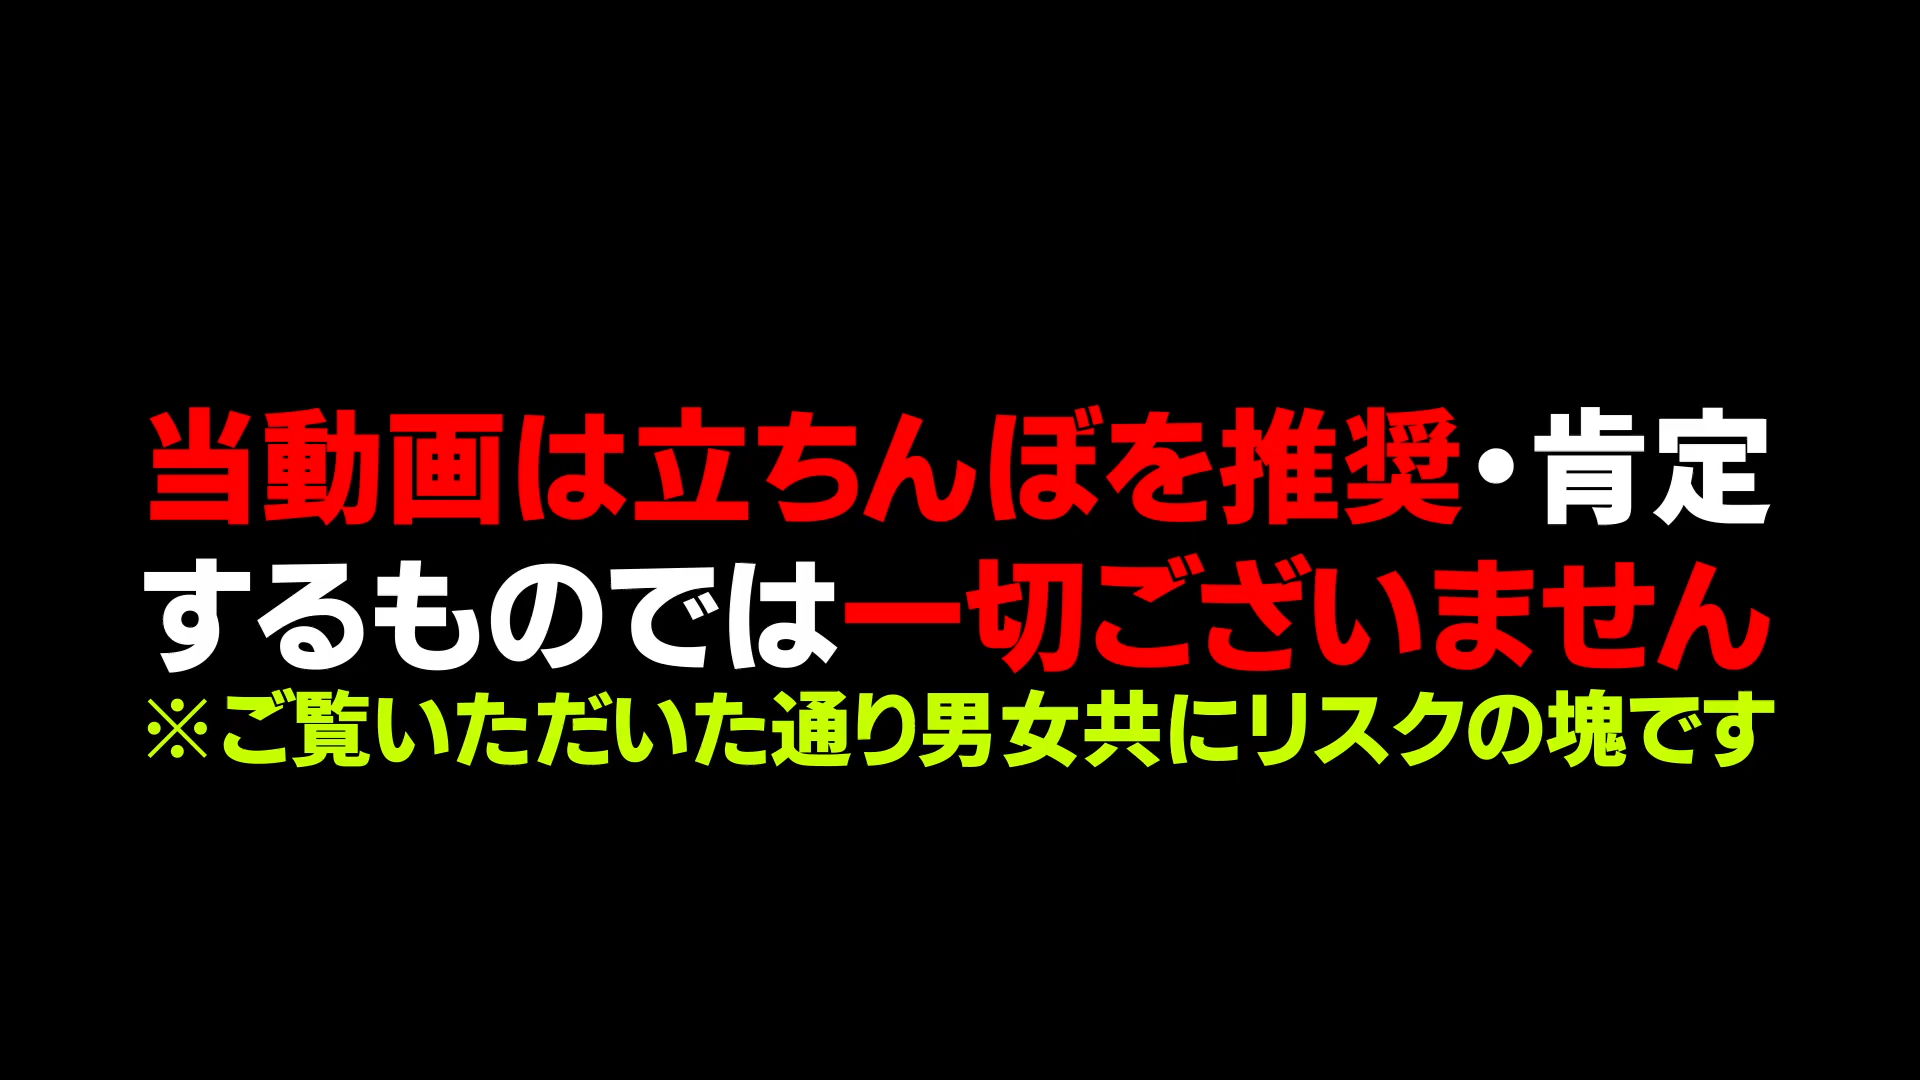 当動画は立ちんぼを推奨・肯定
するものでは一切ございません
※ご覧いただいた通り男女共にリスクの塊です